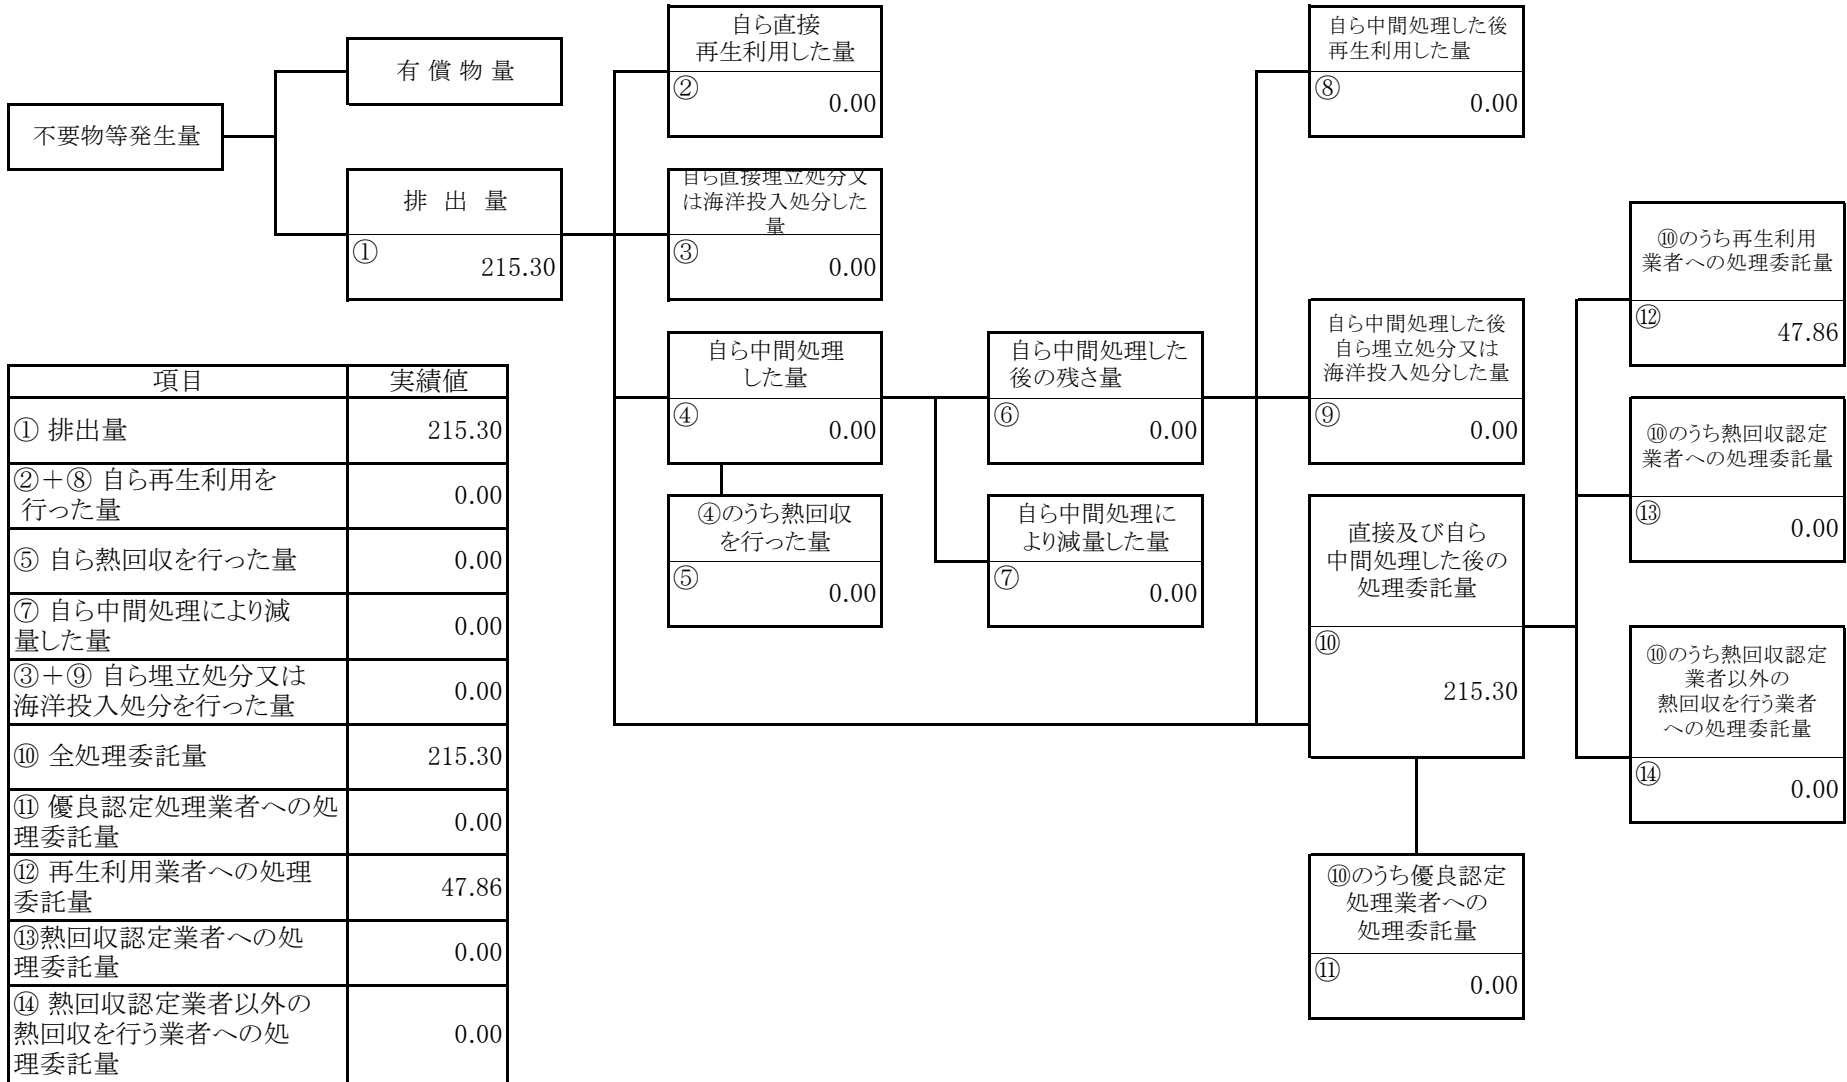 不要物等発生量
有 償 物 量
排 出 量
①
215.30
自ら直接
再生利用した量
②
0.00
自ら直接埋立処分又
は海洋投入処分した
量
③
0.00
自ら中間処理
した量
④
0.00
④のうち熱回収
を行った量
⑤
0.00
自ら中間処理した
後の残さ量
⑥
0.00
自ら中間処理に
より減量した量
⑦
0.00
自ら中間処理した後
再生利用した量
⑧
0.00
自ら中間処理した後
自ら埋立処分又は
海洋投入処分した量
⑨
0.00
直接及び自ら
中間処理した後の
処理委託量
⑩
215.30
⑩のうち優良認定
処理業者への
処理委託量
⑪
0.00
⑩のうち再生利用
業者への処理委託量
⑫
47.86
⑩のうち熱回収認定
業者への処理委託量
⑬
0.00
⑩のうち熱回収認定
業者以外の
熱回収を行う業者
への処理委託量
⑭
0.00
項目 実績値
① 排出量 215.30
②+⑧ 自ら再生利用を
行った量 0.00
⑤ 自ら熱回収を行った量 0.00
⑦ 自ら中間処理により減
量した量 0.00
③+⑨ 自ら埋立処分又は
海洋投入処分を行った量 0.00
⑩ 全処理委託量 215.30
⑪ 優良認定処理業者への処
理委託量 0.00
⑫ 再生利用業者への処理
委託量 47.86
⑬熱回収認定業者への処
理委託量 0.00
⑭ 熱回収認定業者以外の
熱回収を行う業者への処
理委託量 0.00